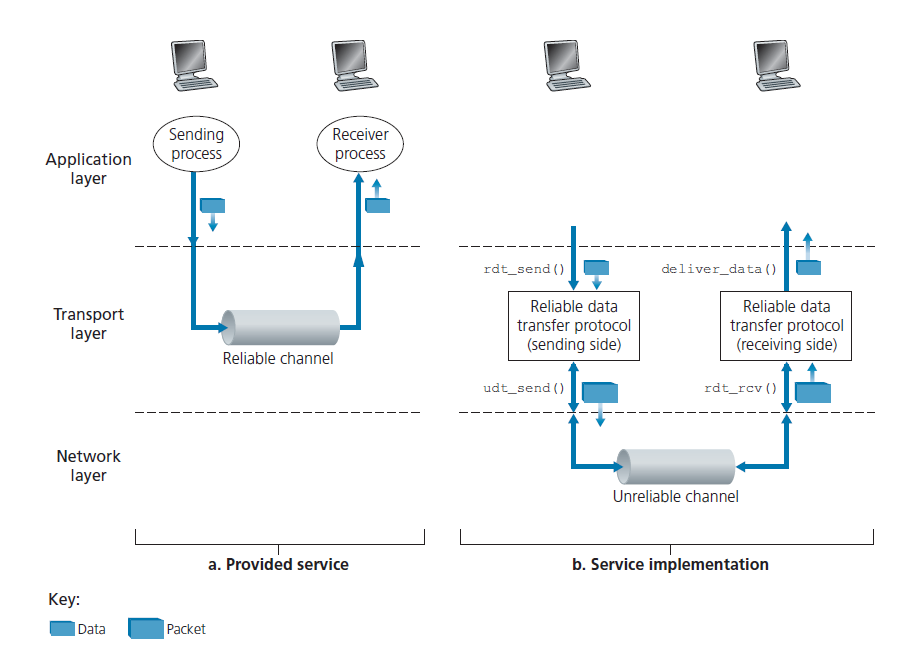 Sending
process
Receiver
process
Application
layer
rdt_send()
deliver_data()
Transport
layer
Reliable channel
Reliable data
transfer protocol
(sending side)
Reliable data
transfer protocol
(receiving side)
udt_send()
rdt_rcv()
Network
layer
Unreliable channel
a. Provided service
b. Service implementation
Key:
Data
Packet